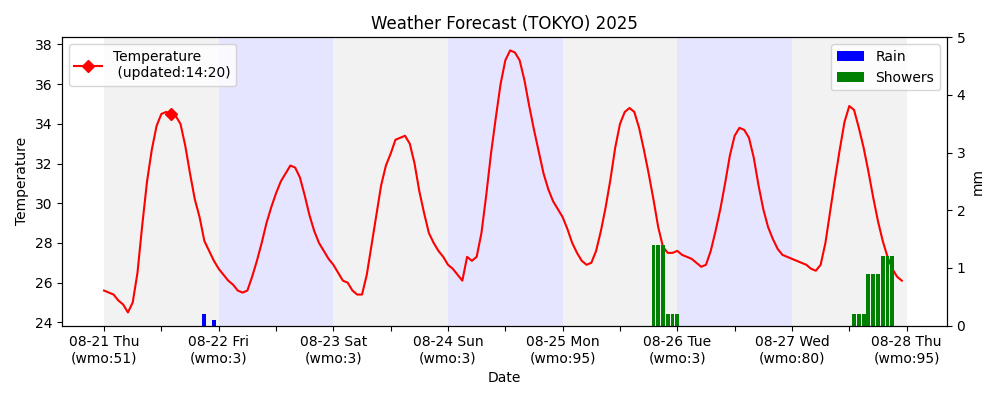 Weather Forecast (TOKYO) 2025
Temperature
(updated:14:20)
Rain
Showers
Temperature
38
36
34
32
30
28
26
24
5
4
3
2
1
0
mm
08-21 Thu
(wmo:51)
08-22 Fri
(wmo:3)
08-23 Sat
(wmo:3)
08-24 Sun
(wmo:3)
08-25 Mon
(wmo:95)
08-26 Tue
(wmo:3)
08-27 Wed
(wmo:80)
08-28 Thu
(wmo:95)
Date